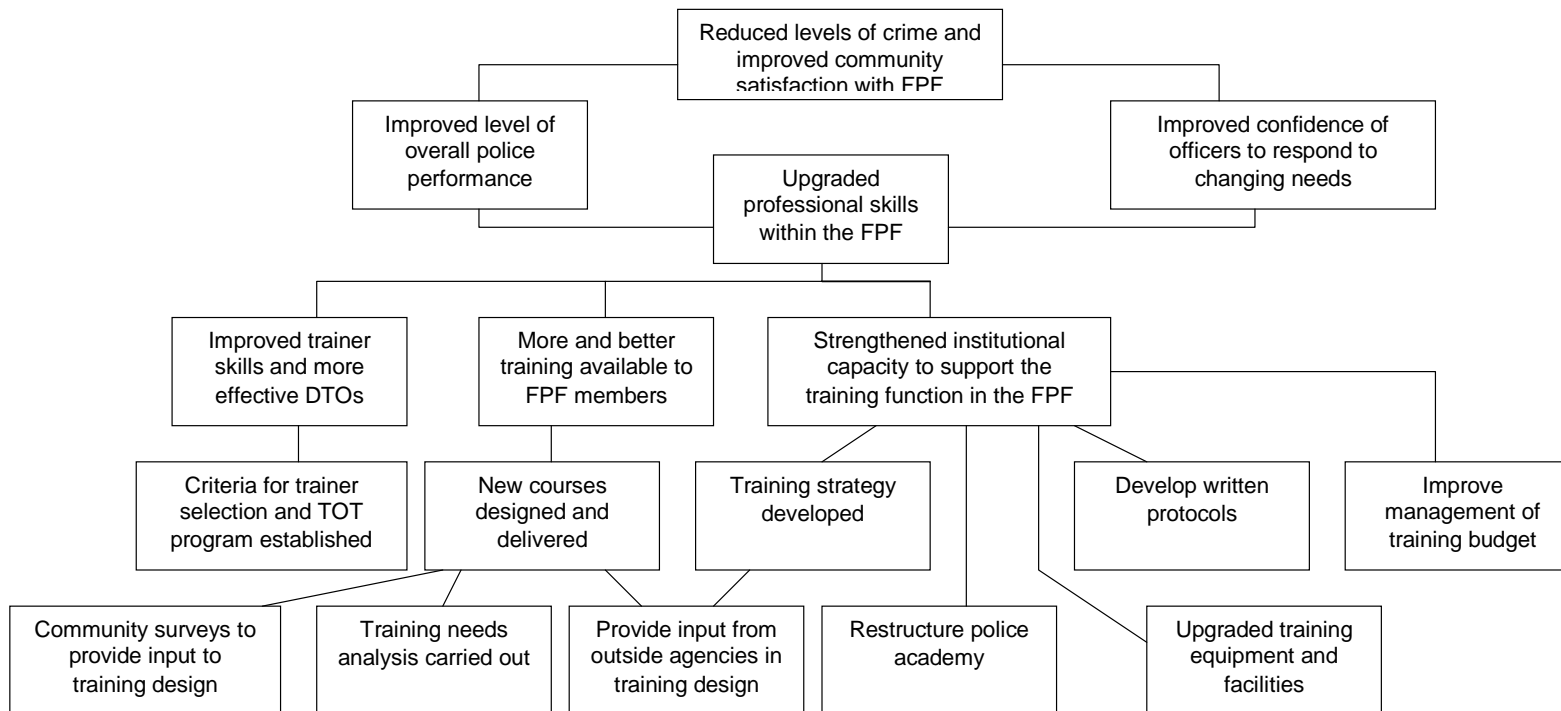 Reduced levels of crime and
improved community
satisfaction with FPF
Improved level of
overall police
performance
Improved confidence of
officers to respond to
changing needs
Upgraded
professional skills
within the FPF
Improved trainer
skills and more
effective DTOs
More and better
training available to
FPF members
Strengthened institutional
capacity to support the
training function in the FPF
Criteria for trainer
selection and TOT
program established
New courses
designed and
delivered
Training strategy
developed
Develop written
protocols
Improve
management of
training budget
Community surveys to
provide input to
training design
Training needs
analysis carried out
Provide input from
outside agencies in
training design
Restructure police
academy
Upgraded training
equipment and
facilities